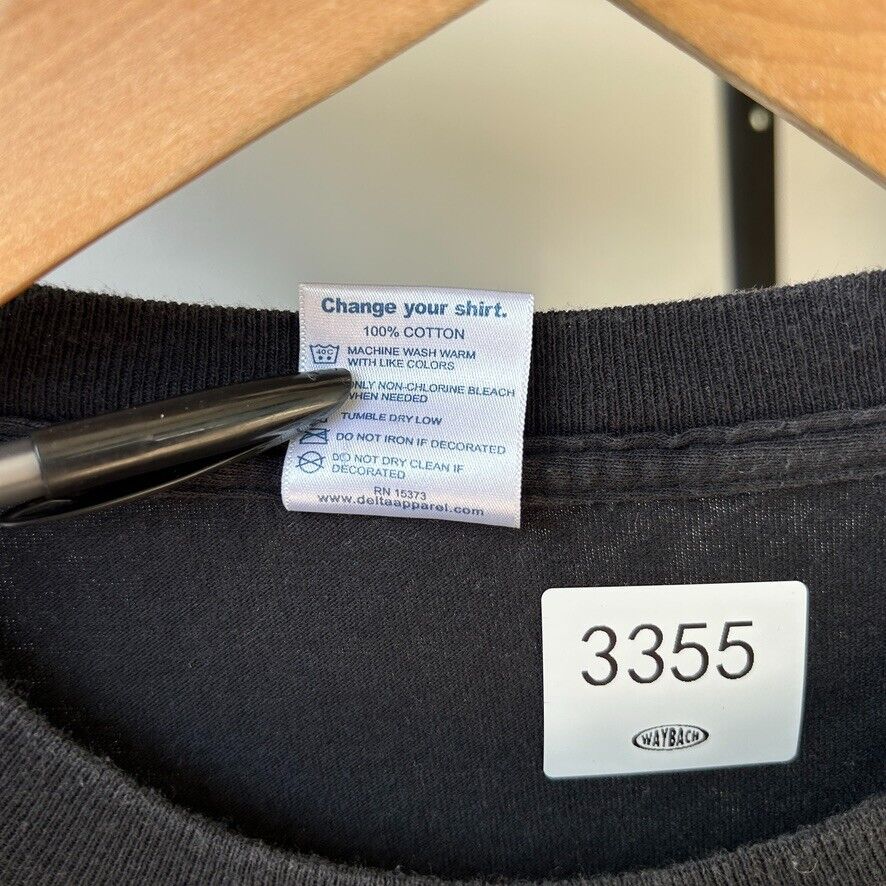 Change your shirt.
100% COTTON
40C
MACHINE WASH WARM
WITH LIKE COLORS
ONLY NON-CHLORINE BLEACH
WHEN NEEDED
TUMBLE DRY LOW
DO NOT IRON IF DECORATED
DO NOT DRY CLEAN IF
DECORATED
RN 15373
www.deltaapparel.com
3355
WAYBACH